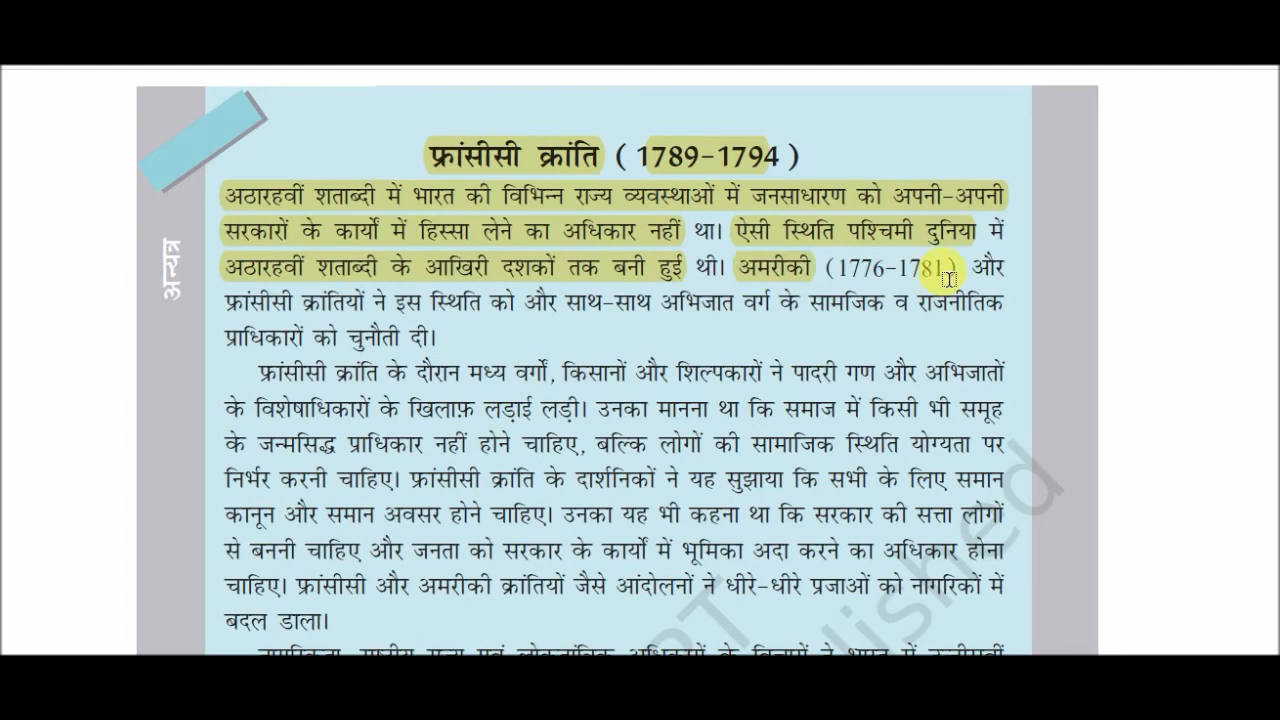 फ्रांसीसी क्रांति ( 1789-1794 )
अठारहवीं शताब्दी में भारत की विभिन्न राज्य व्यवस्थाओं में जनसाधारण को अपनी-अपनी
सरकारों के कार्यों में हिस्सा लेने का अधिकार नहीं था। ऐसी स्थिति पश्चिमी दुनिया में
अठारहवीं शताब्दी के आखिरी दशकों तक बनी हुई थी। अमरीकी (1776-1781) और
फ्रांसीसी क्रांतियों ने इस स्थिति को और साथ-साथ अभिजात वर्ग के सामजिक व राजनीतिक
प्राधिकारों को चुनौती दी।
फ्रांसीसी क्रांति के दौरान मध्य वर्गों, किसानों और शिल्पकारों ने पादरी गण और अभिजातों
के विशेषाधिकारों के खिलाफ़ लड़ाई लड़ी। उनका मानना था कि समाज में किसी भी समूह
के जन्मसिद्ध प्राधिकार नहीं होने चाहिए, बल्कि लोगों की सामाजिक स्थिति योग्यता पर
निर्भर करनी चाहिए। फ्रांसीसी क्रांति के दार्शनिकों ने यह सुझाया कि सभी के लिए समान
कानून और समान अवसर होने चाहिए। उनका यह भी कहना था कि सरकार की सत्ता लोगों
से बननी चाहिए और जनता को सरकार के कार्यों में भूमिका अदा करने का अधिकार होना
चाहिए। फ्रांसीसी और अमरीकी क्रांतियों जैसे आंदोलनों ने धीरे-धीरे प्रजाओं को नागरिकों में
बदल डाला।
अन्यत्र